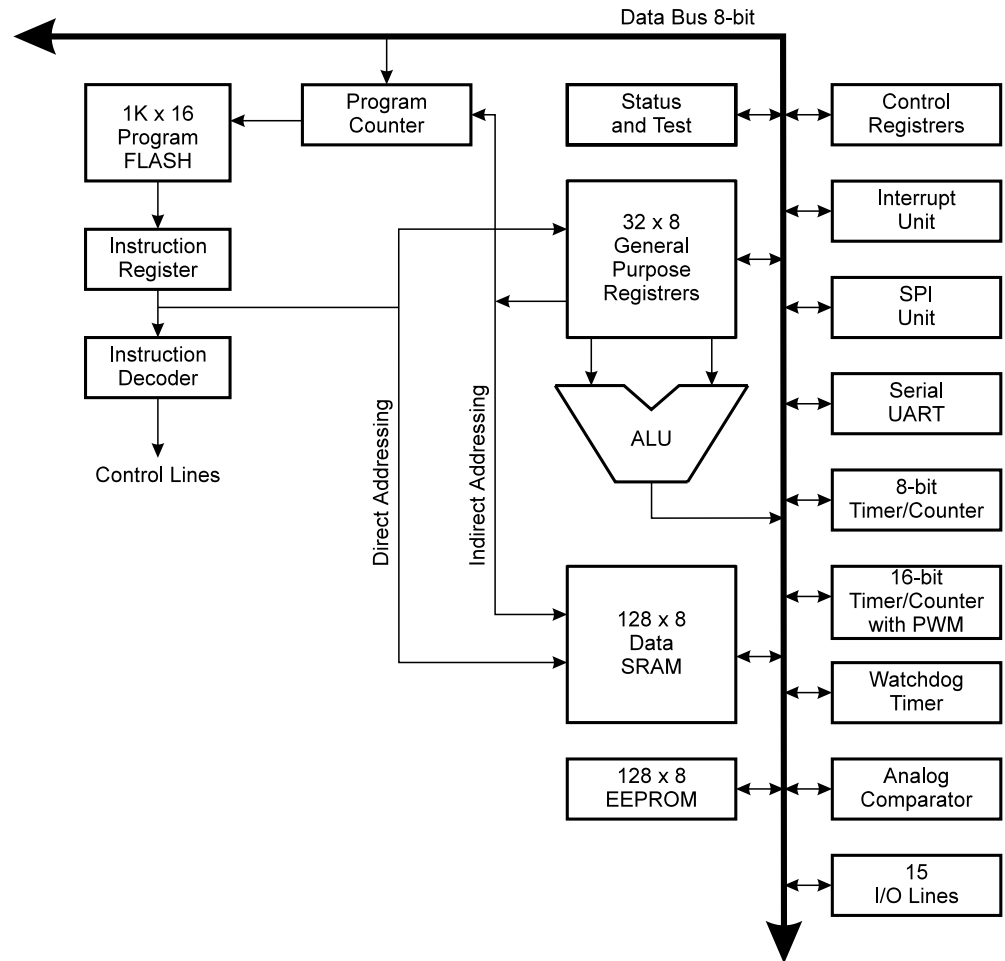 Data Bus 8-bit
1K x 16
Program
FLASH
Program
Counter
Status
and Test
Control
Registrers
Instruction
Register
32 x 8
General
Purpose
Registrers
Interrupt
Unit
Instruction
Decoder
SPI
Unit
Control Lines
Direct Addressing
Indirect Addressing
ALU
Serial
UART
8-bit
Timer/Counter
128 x 8
Data
SRAM
16-bit
Timer/Counter
with PWM
Watchdog
Timer
128 x 8
EEPROM
Analog
Comparator
15
I/O Lines